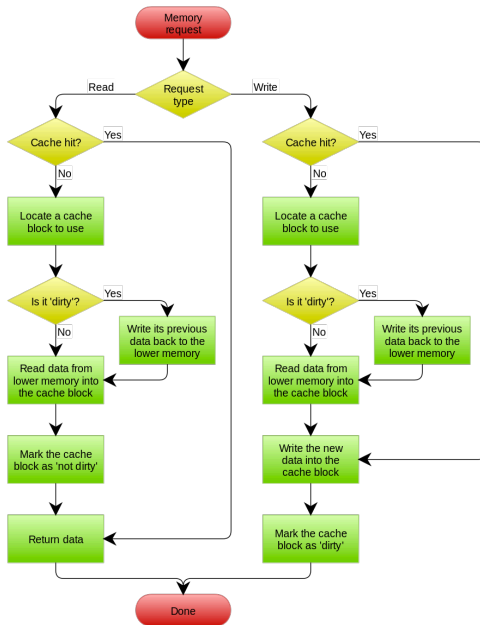 Memory
request
Request
type
Read
Write
Cache hit?
Yes
No
Locate a cache
block to use
Is it 'dirty'?
Yes
No
Write its previous
data back to the
lower memory
Read data from
lower memory into
the cache block
Mark the cache
block as 'not dirty'
Return data
Cache hit?
Yes
No
Locate a cache
block to use
Is it 'dirty'?
Yes
No
Write its previous
data back to the
lower memory
Read data from
lower memory into
the cache block
Write the new
data into the
cache block
Mark the cache
block as 'dirty'
Done